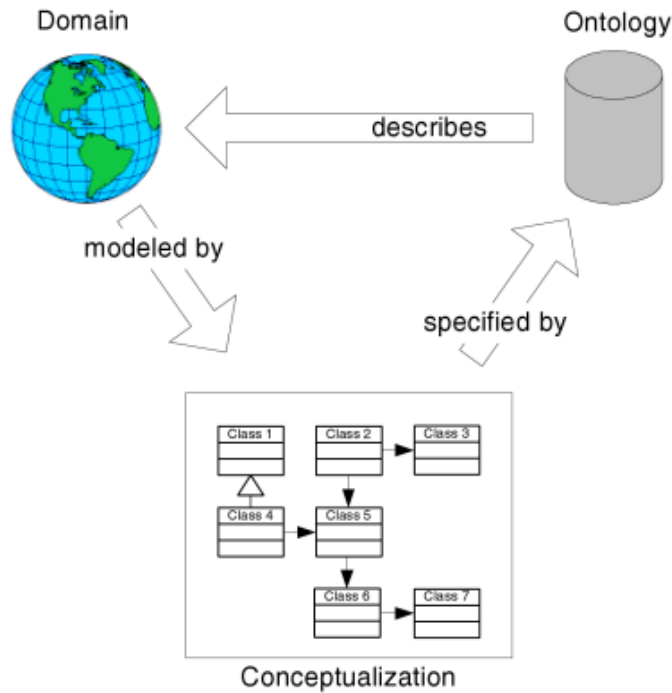 Domain
Ontology
describes
modeled by
specified by
Class 1
Class 2
Class 3
Class 4
Class 5
Class 6
Class 7
Conceptualization